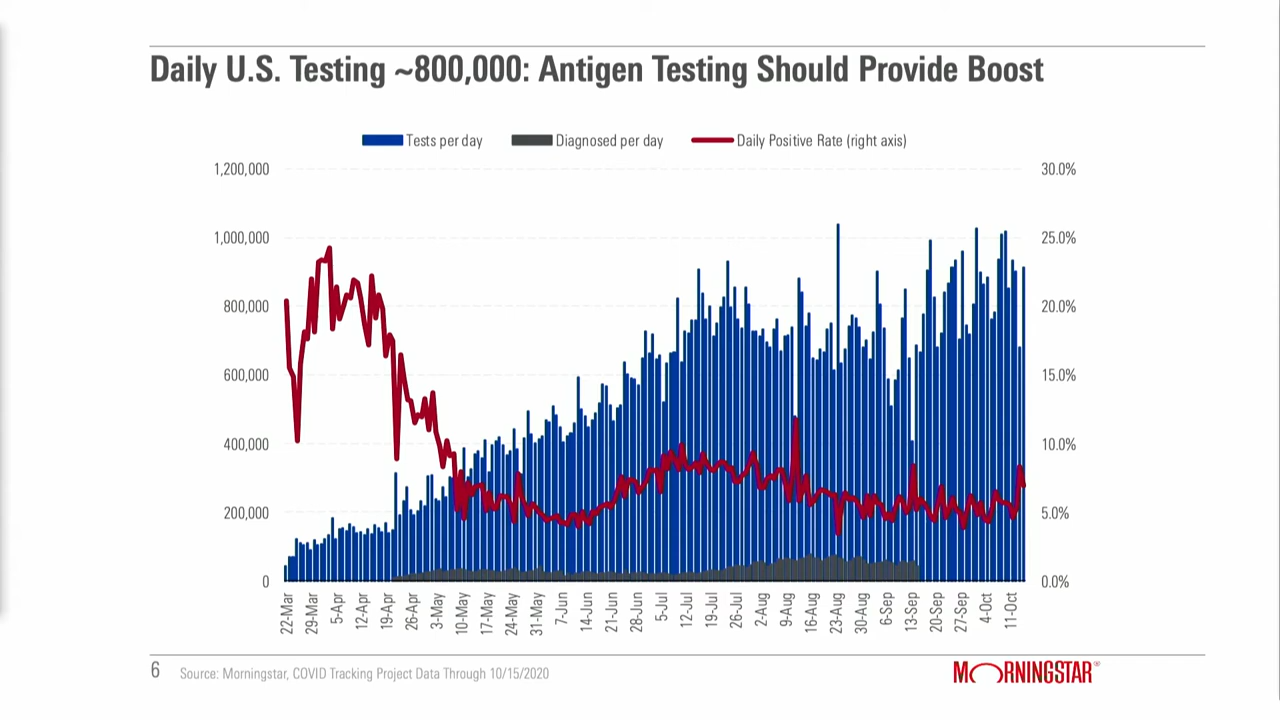 Daily U.S. Testing ~800,000: Antigen Testing Should Provide Boost
Tests per day
Diagnosed per day
Daily Positive Rate (right axis)
1,200,000
1,000,000
800,000
600,000
400,000
200,000
0
30.0%
25.0%
20.0%
15.0%
10.0%
5.0%
0.0%
22-Mar
29-Mar
5-Apr
12-Apr
19-Apr
26-Apr
3-May
10-May
17-May
24-May
31-May
7-Jun
14-Jun
21-Jun
28-Jun
5-Jul
12-Jul
19-Jul
26-Jul
2-Aug
9-Aug
16-Aug
23-Aug
30-Aug
6-Sep
13-Sep
20-Sep
27-Sep
4-Oct
11-Oct
6
Source: Morningstar, COVID Tracking Project Data Through 10/15/2020
MORNINGSTAR®